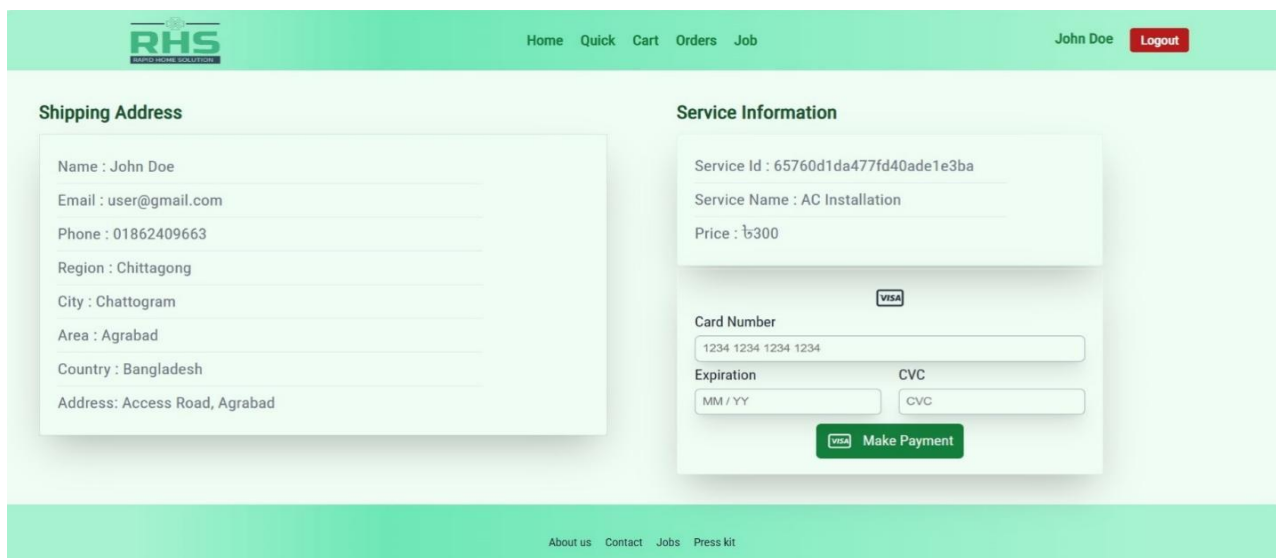 RHS
RAPID HOME SOLUTION
Home Quick Cart Orders Job
John Doe Logout
Shipping Address
Name : John Doe
Email : user@gmail.com
Phone : 01862409663
Region : Chittagong
City : Chattogram
Area : Agrabad
Country : Bangladesh
Address: Access Road, Agrabad
Service Information
Service Id : 65760d1da477fd40ade1e3ba
Service Name : AC Installation
Price : ৳300
VISA
Card Number
1234 1234 1234 1234
Expiration CVC
MM / YY CVC
VISA Make Payment
About us Contact Jobs Press kit